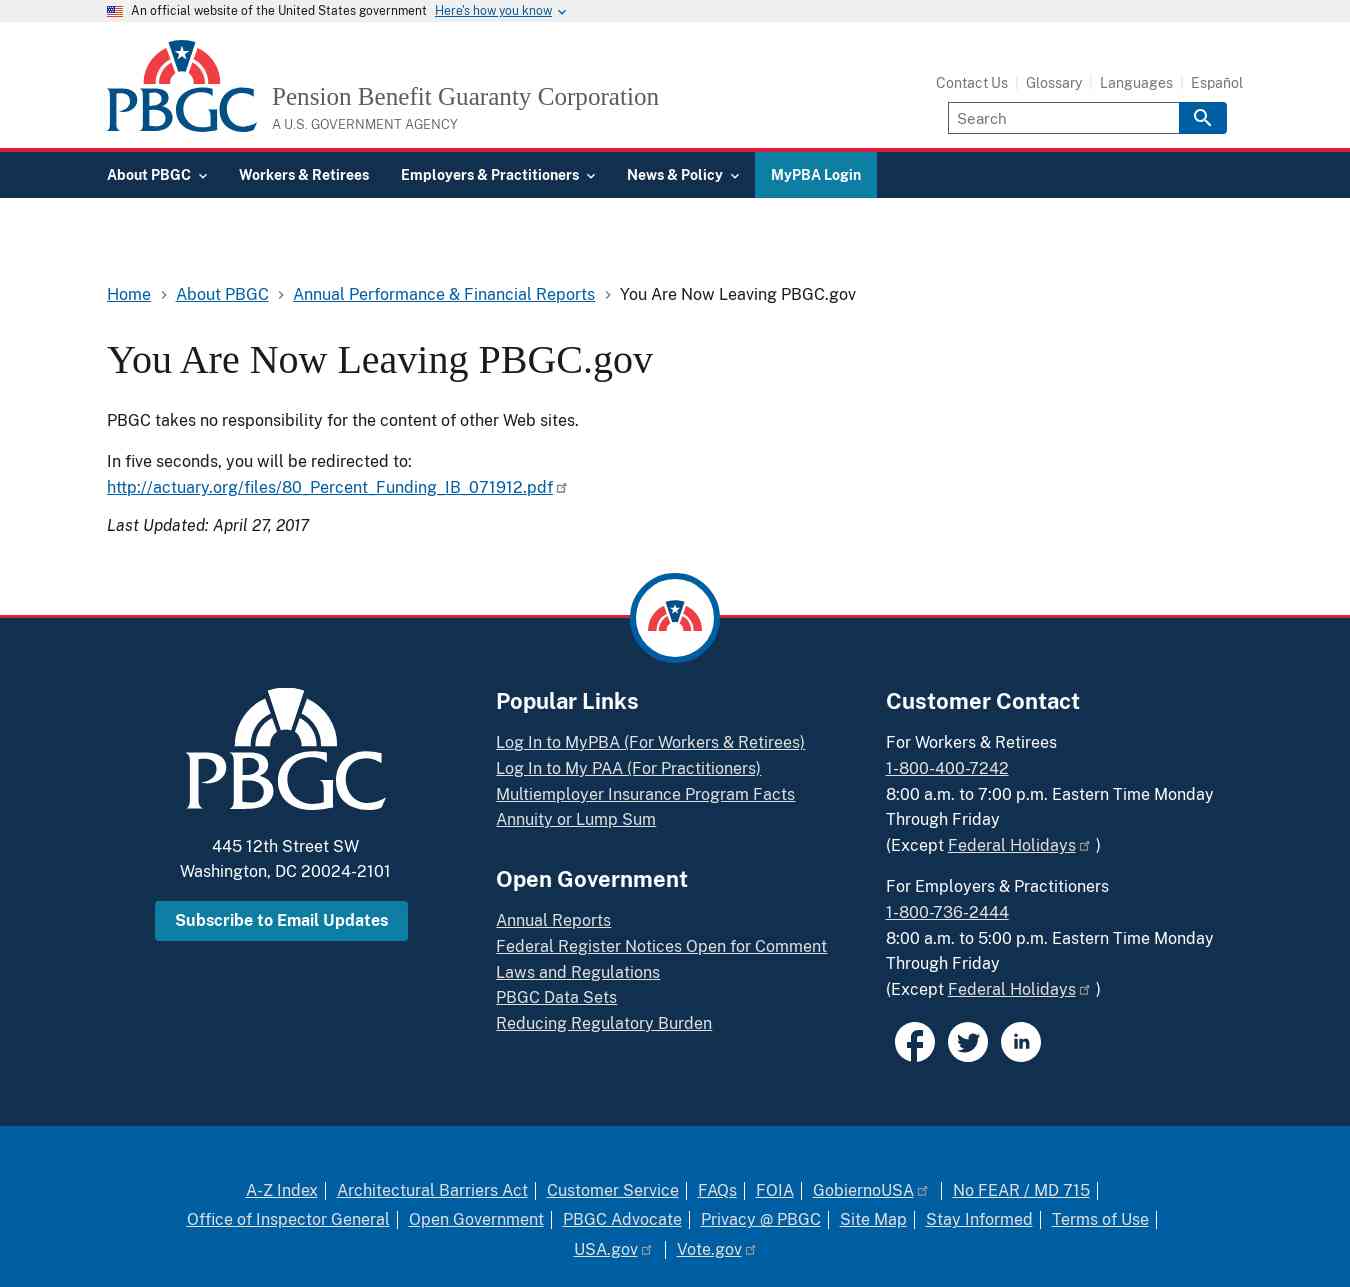 An official website of the United States government Here's how you know
PBGC
Pension Benefit Guaranty Corporation
A U.S. GOVERNMENT AGENCY
Contact Us Glossary Languages Español
Search
About PBGC Workers & Retirees Employers & Practitioners News & Policy MyPBA Login
Home About PBGC Annual Performance & Financial Reports You Are Now Leaving PBGC.gov
You Are Now Leaving PBGC.gov
PBGC takes no responsibility for the content of other Web sites.
In five seconds, you will be redirected to:
http://actuary.org/files/80_Percent_Funding_IB_071912.pdf
Last Updated: April 27, 2017
PBGC
445 12th Street SW
Washington, DC 20024-2101
Subscribe to Email Updates
Popular Links
Log In to MyPBA (For Workers & Retirees)
Log In to My PAA (For Practitioners)
Multiemployer Insurance Program Facts
Annuity or Lump Sum
Open Government
Annual Reports
Federal Register Notices Open for Comment
Laws and Regulations
PBGC Data Sets
Reducing Regulatory Burden
Customer Contact
For Workers & Retirees
1-800-400-7242
8:00 a.m. to 7:00 p.m. Eastern Time Monday
Through Friday
(Except Federal Holidays )
For Employers & Practitioners
1-800-736-2444
8:00 a.m. to 5:00 p.m. Eastern Time Monday
Through Friday
(Except Federal Holidays )
in
A-Z Index Architectural Barriers Act Customer Service FAQs FOIA GobiernoUSA No FEAR / MD 715
Office of Inspector General Open Government PBGC Advocate Privacy @ PBGC Site Map Stay Informed Terms of Use
USA.gov Vote.gov